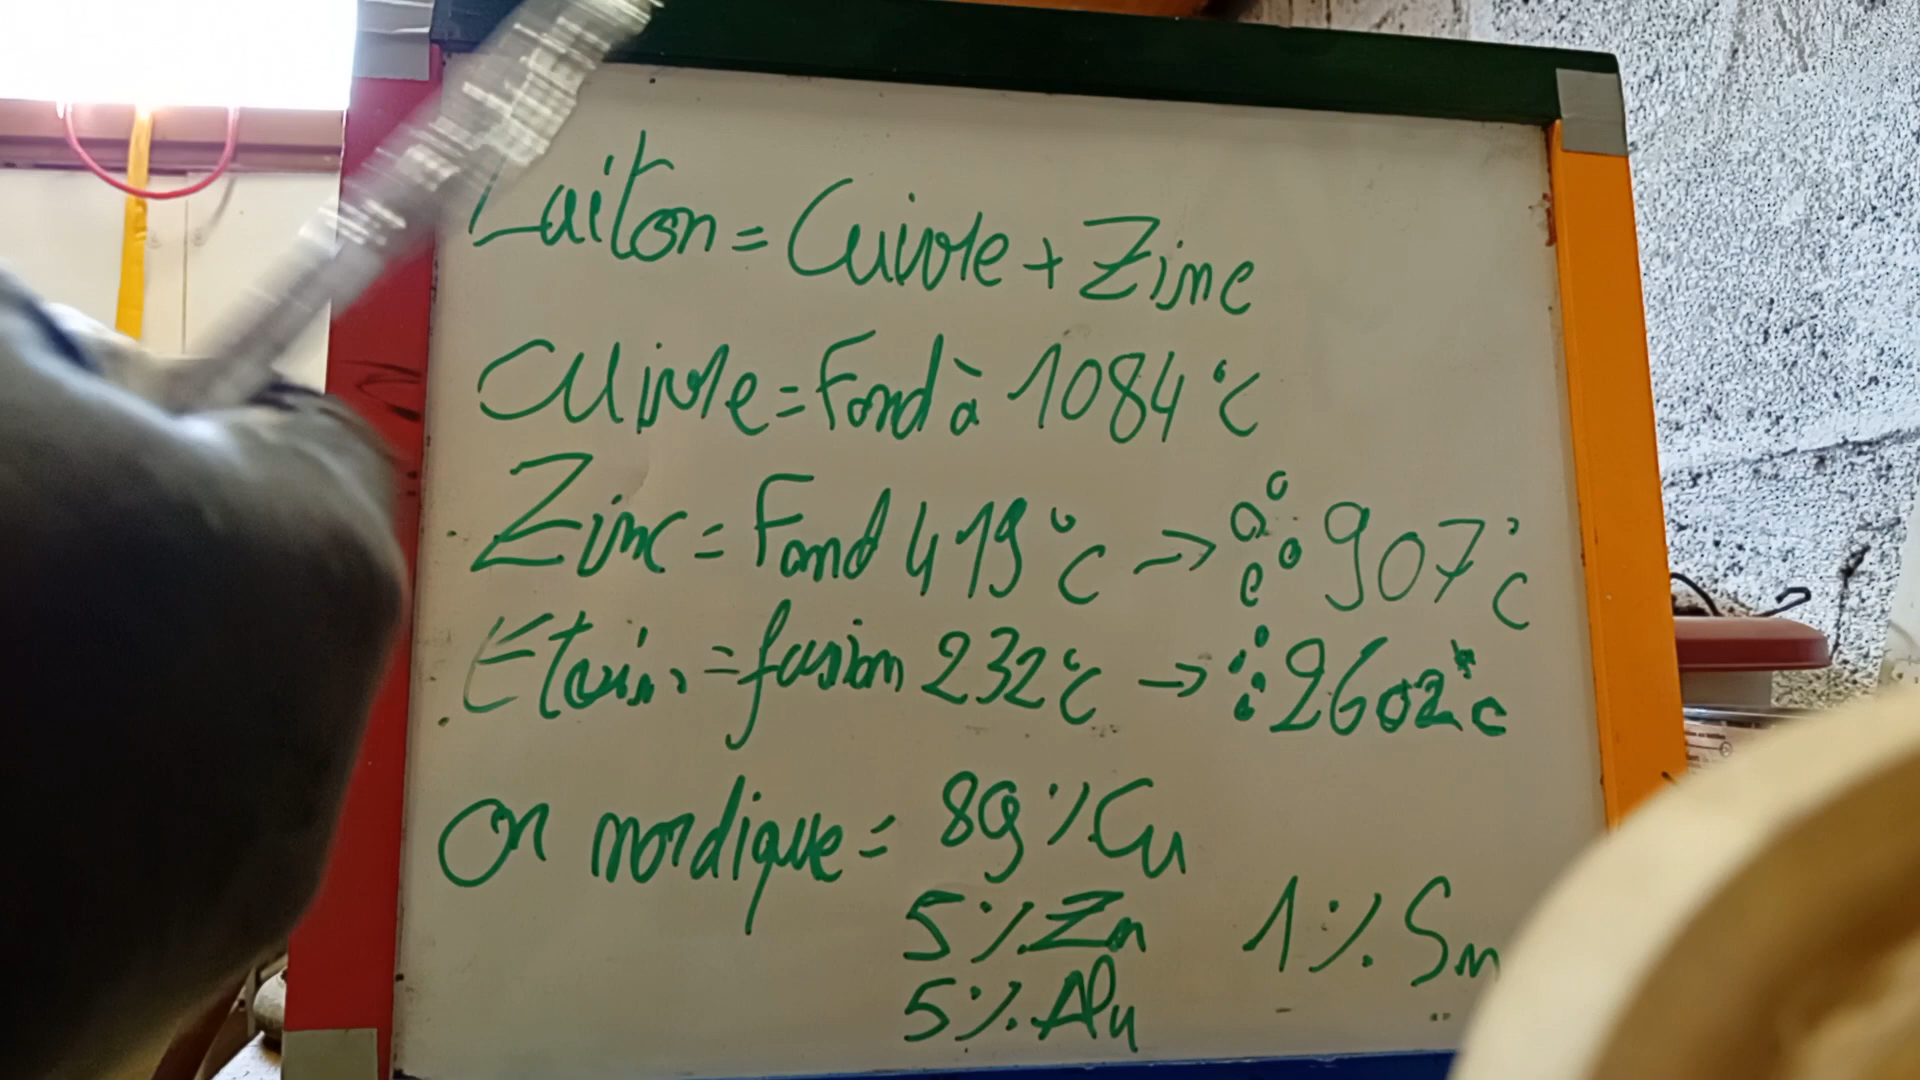 Laiton = Cuivre + Zinc
Cuivre = Fond à 1084°C
Zinc = Fond 419°C → 907°C
Etain = fusion 232°C → 2602°C
or nordique = 89% Cu
5% Zn 1% Sn
5% Alu